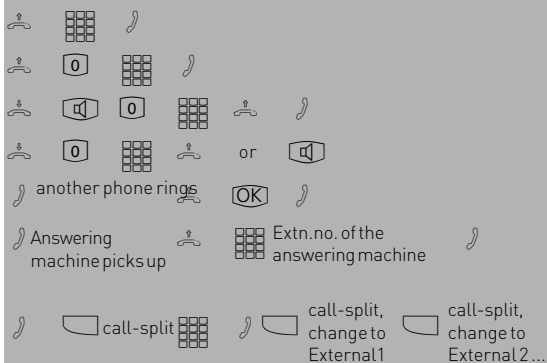 0
0
0
or
another phone rings
OK
Answering
machine picks up
Extn.no. of the
answering machine
call-split
call-split,
change to
External1
call-split,
change to
External 2 ...